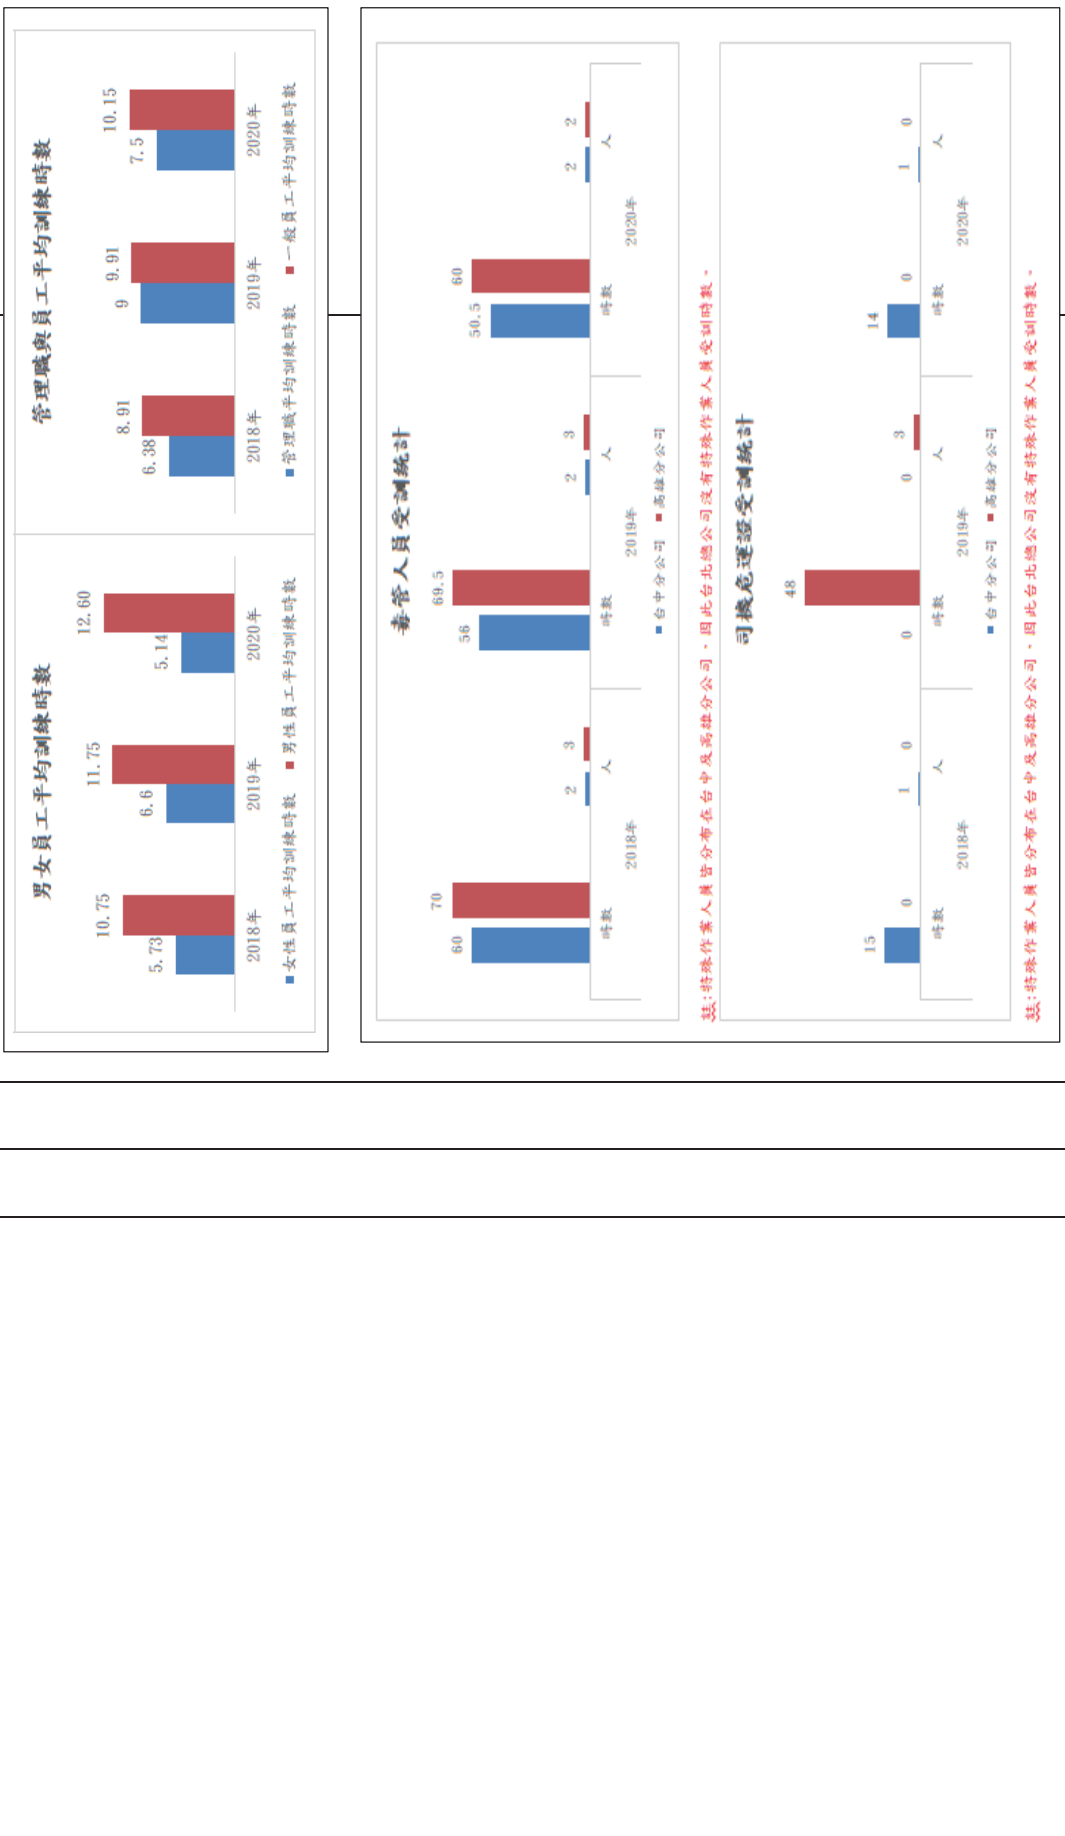 男女員工平均訓練時數
10.75
5.73
11.75
6.6
12.60
5.14
2018年 2019年 2020年
女性員工平均訓練時數 男性員工平均訓練時數
管理職與員工平均訓練時數
8.91
6.38
9.91
9
10.15
7.5
2018年 2019年 2020年
管理職平均訓練時數 一般員工平均訓練時數
毒管人員受訓統計
60 70 2 3 56 69.5 2 3 50.5 60 2 2
時數 人 時數 人 時數 人
2018年 2019年 2020年
台中分公司 高雄分公司
註:特殊作業人員皆分布在台中及高雄分公司、因此台北總公司沒有特殊作業人員受訓時數。
司機危運證受訓統計
15 0 1 0 0 48 0 3 14 0 1 0
時數 人 時數 人 時數 人
2018年 2019年 2020年
台中分公司 高雄分公司
註:特殊作業人員皆分布在台中及高雄分公司、因此台北總公司沒有特殊作業人員受訓時數。